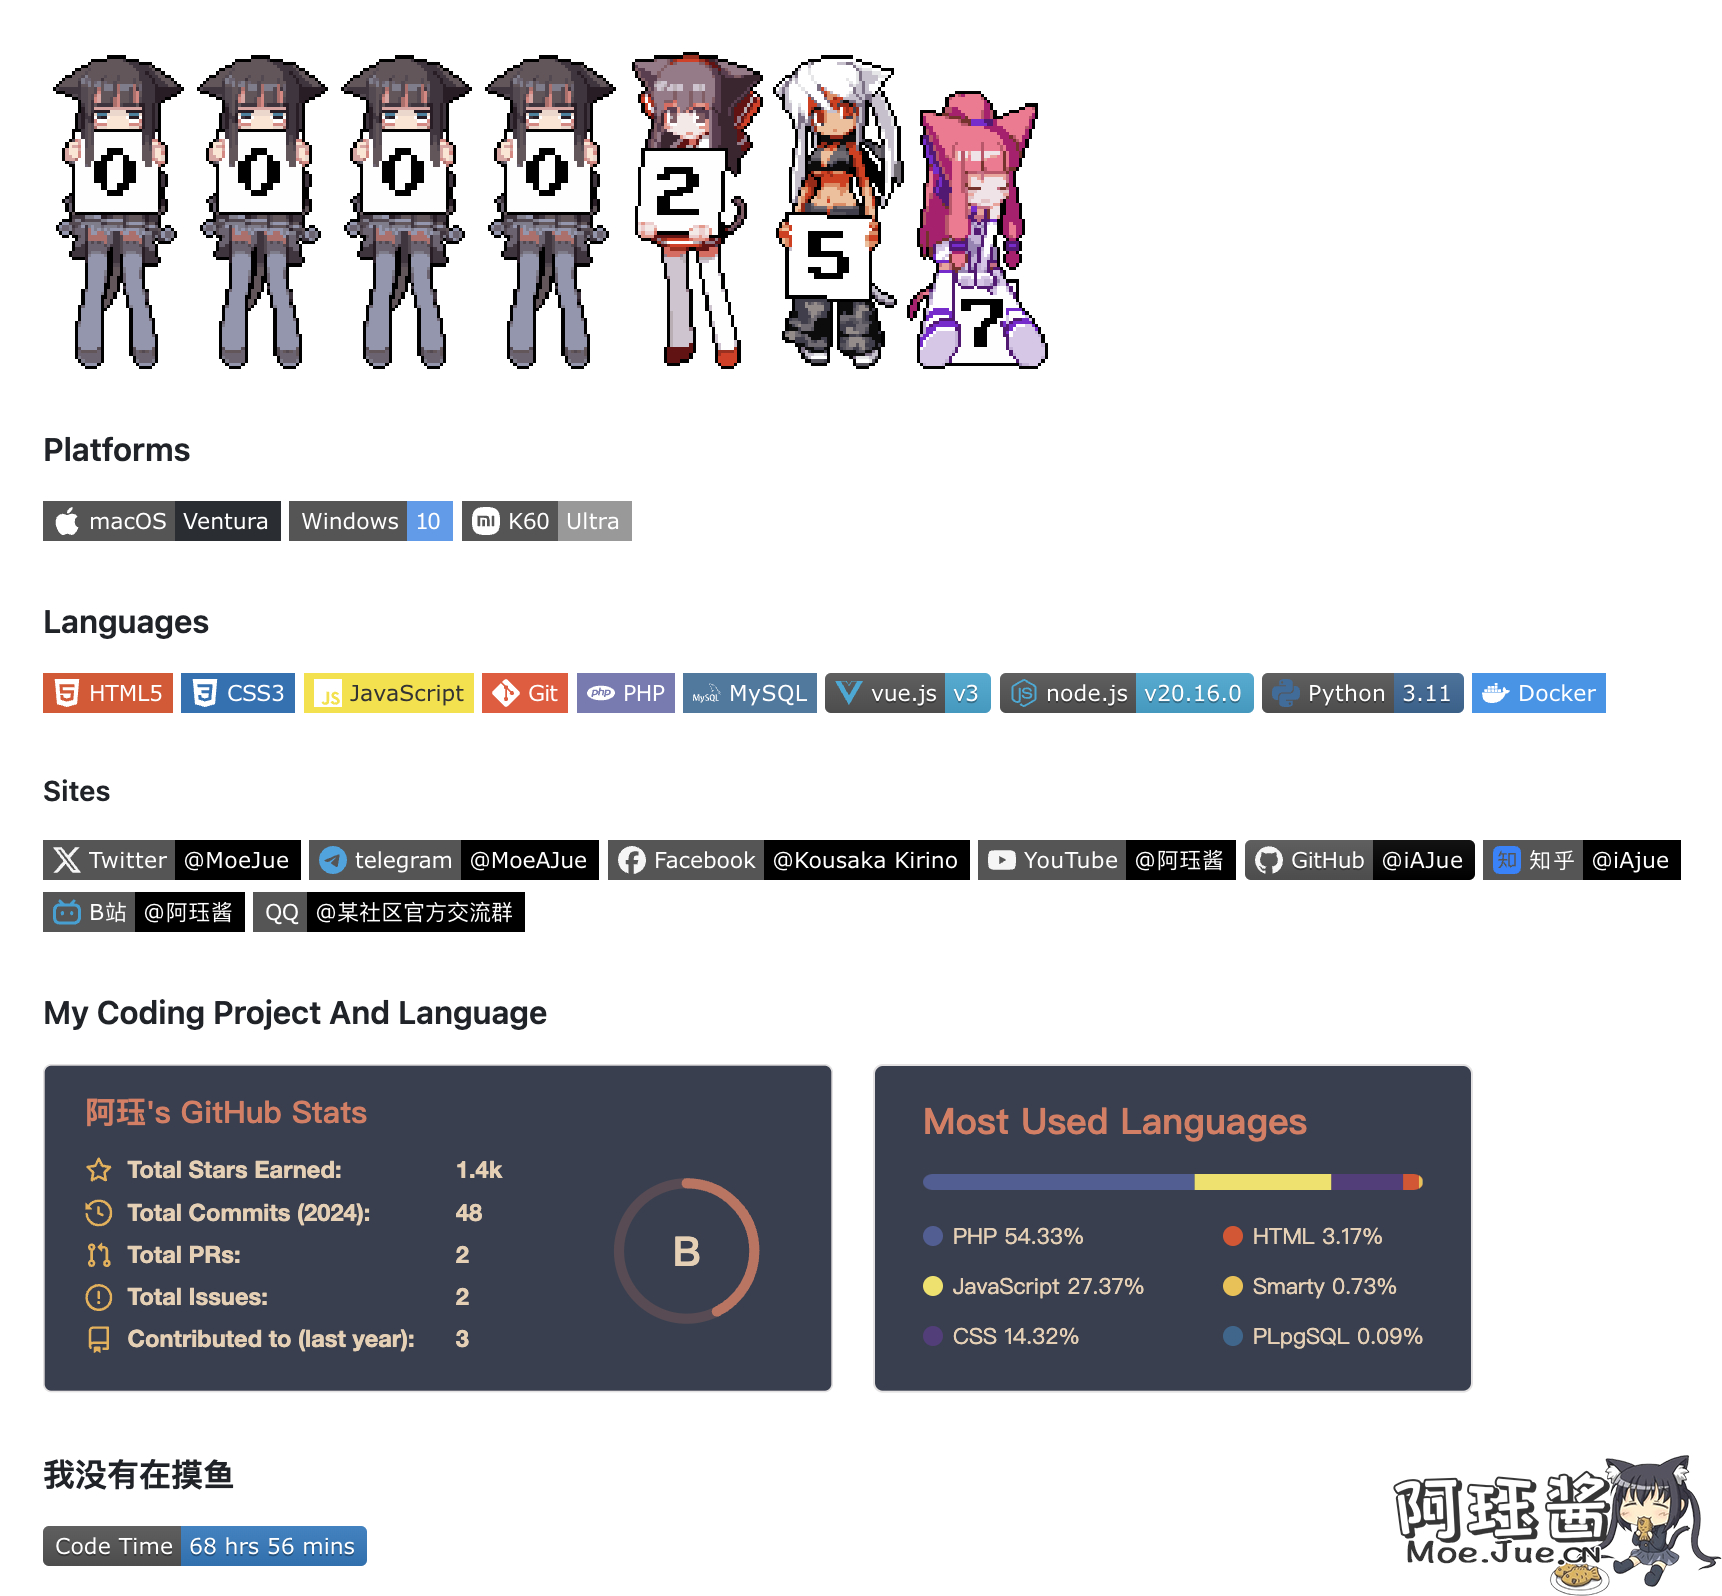 0 0 0 0 2 5 7
Platforms
macOS Ventura Windows 10 K60 Ultra
Languages
HTML5 CSS3 JavaScript Git PHP MySQL vue.js v3 node.js v20.16.0 Python 3.11 Docker
Sites
Twitter @MoeJue telegram @MoeAJue Facebook @Kousaka Kirino YouTube @阿珏酱 GitHub @iAJue 知乎 @iAjue
B站 @阿珏酱 QQ @某社区官方交流群
My Coding Project And Language
阿珏's GitHub Stats
Total Stars Earned: 1.4k
Total Commits (2024): 48
Total PRs: 2
Total Issues: 2
Contributed to (last year): 3
B
Most Used Languages
PHP 54.33% HTML 3.17%
JavaScript 27.37% Smarty 0.73%
CSS 14.32% PLpgSQL 0.09%
我没有在摸鱼
Code Time 68 hrs 56 mins
阿珏酱
Moe.Jue.CN